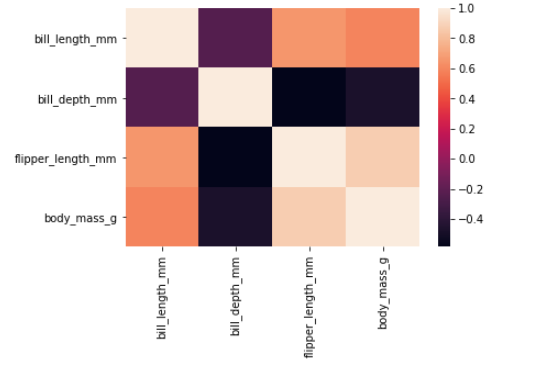 bill_length_mm
bill_depth_mm
flipper_length_mm
body_mass_g
bill_length_mm
bill_depth_mm
flipper_length_mm
body_mass_g
1.0
0.8
0.6
0.4
0.2
0.0
−0.2
−0.4